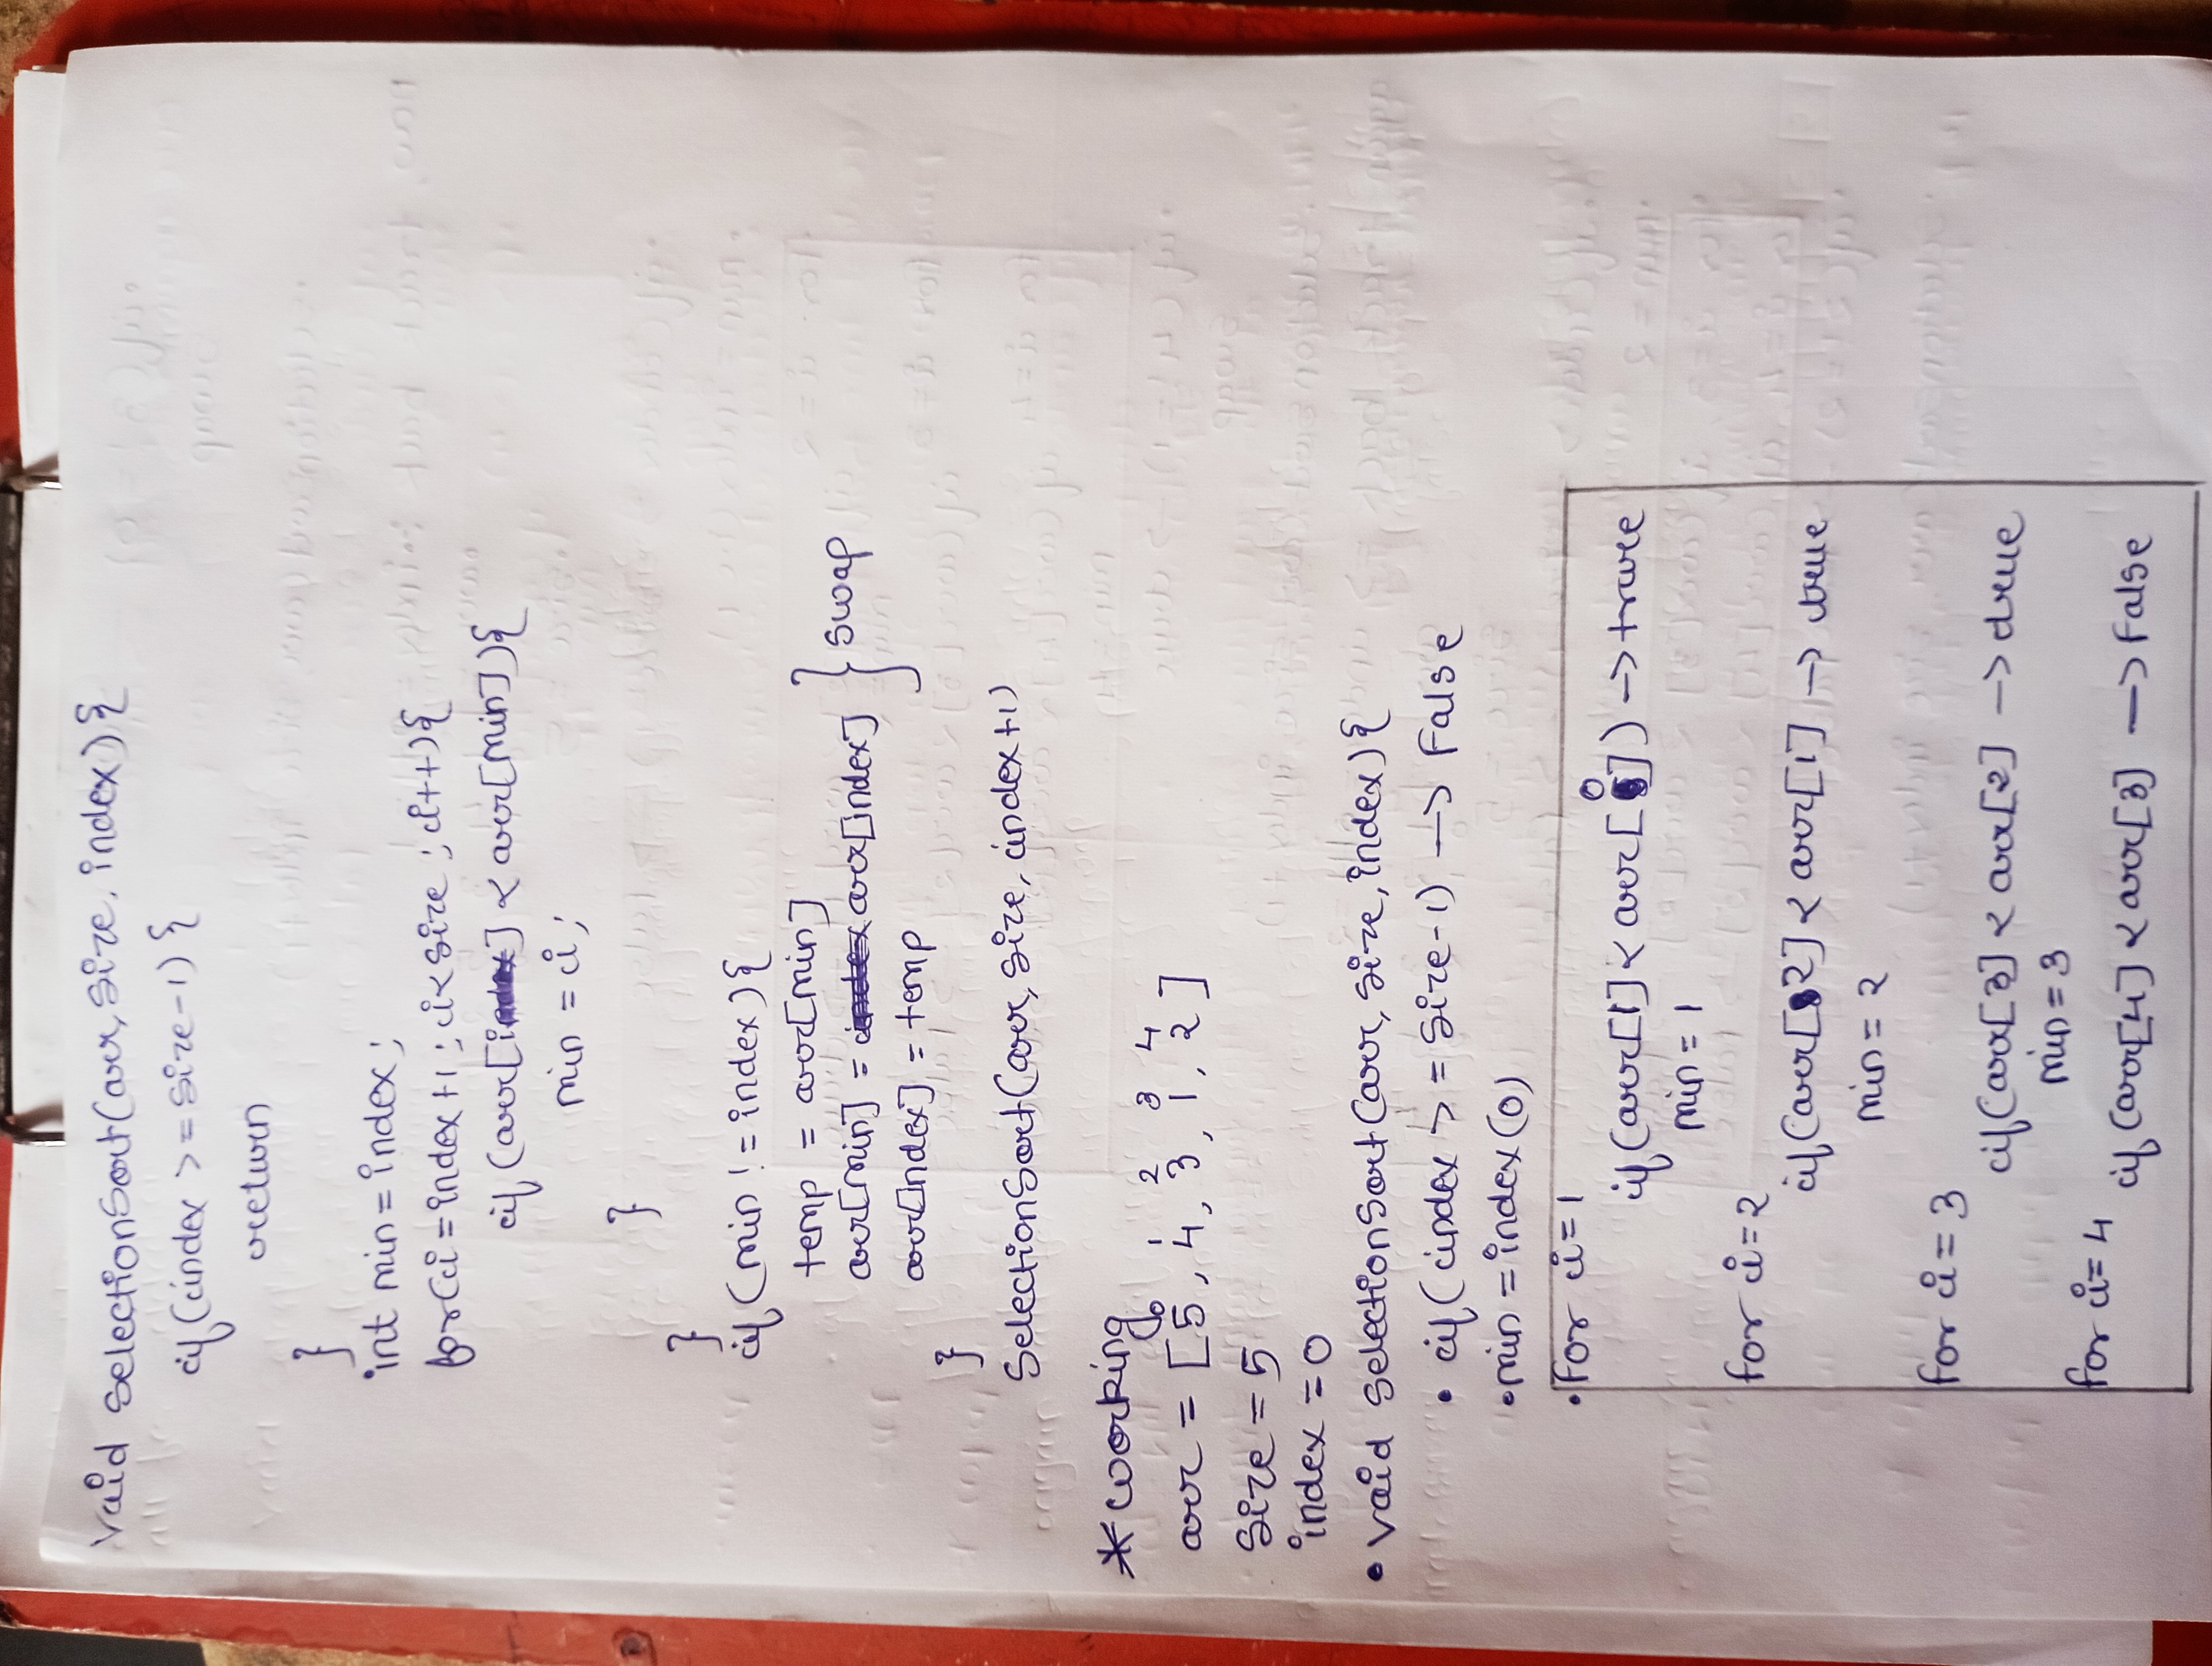 void selectionSort(arr, size, index){
if(index >= size-1){
return
}
int min = index;
for(i = index+1; i<size; i++){
if (arr[i] < arr[min]){
min = i;
}
}
if (min != index){
temp = arr[min]
arr[min] = arr[index] } swap
arr[index] = temp
}
SelectionSort(arr, size, index+1)
* working
0 1 2 3 4
arr = [5, 4, 3, 1, 2]
Size = 5
index = 0
• void selectionSort(arr, size, index){
• if(index >= size-1) → False
• min = index(0)
• for i=1
if(arr[1] < arr[0]) → true
min = 1
for i=2
if(arr[2] < arr[1] → true
min = 2
for i=3
if(arr[3] < arr[2] → true
min = 3
for i=4
if(arr[4] < arr[3] → False